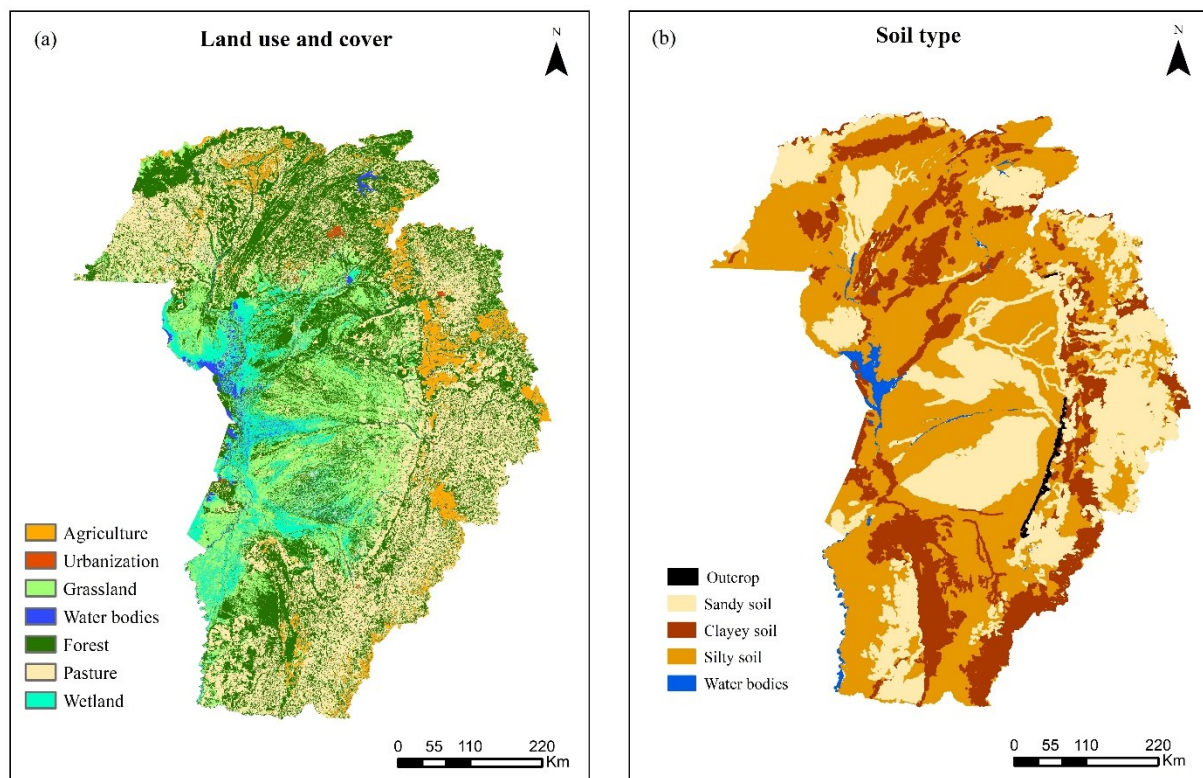 (a)
Land use and cover
N
Agriculture
Urbanization
Grassland
Water bodies
Forest
Pasture
Wetland
0 55 110 220
Km
(b)
Soil type
N
Outcrop
Sandy soil
Clayey soil
Silty soil
Water bodies
0 55 110 220
Km